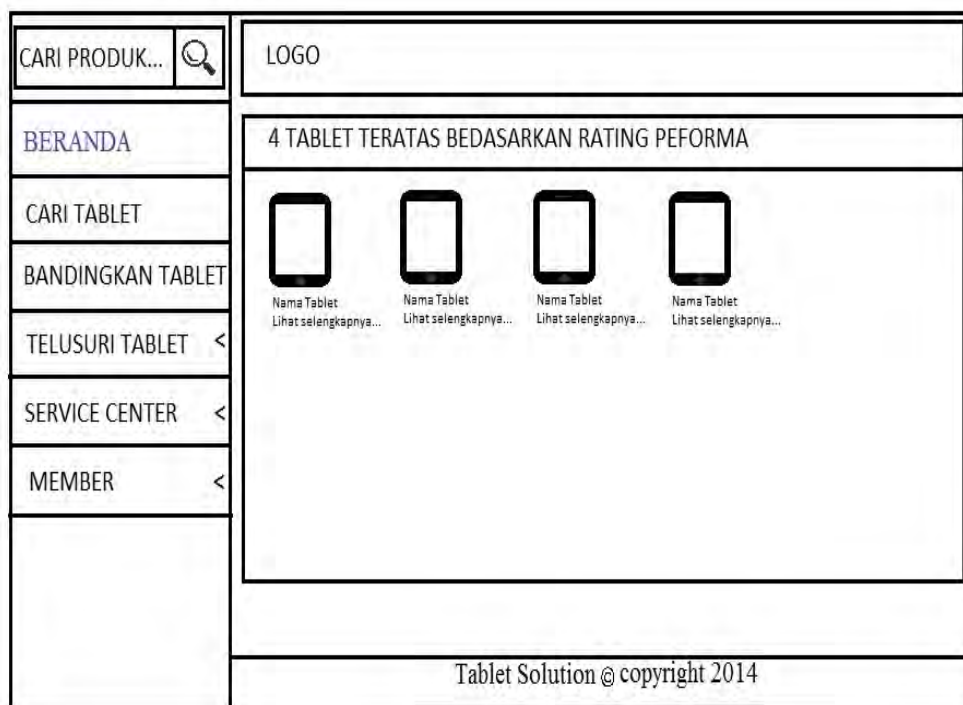 CARI PRODUK...
BERANDA
CARI TABLET
BANDINGKAN TABLET
TELUSURI TABLET <
SERVICE CENTER <
MEMBER <
LOGO
4 TABLET TERATAS BEDASARKAN RATING PEFORMA
Nama Tablet
Lihat selengkapnya...
Nama Tablet
Lihat selengkapnya...
Nama Tablet
Lihat selengkapnya...
Nama Tablet
Lihat selengkapnya...
Tablet Solution @ copyright 2014